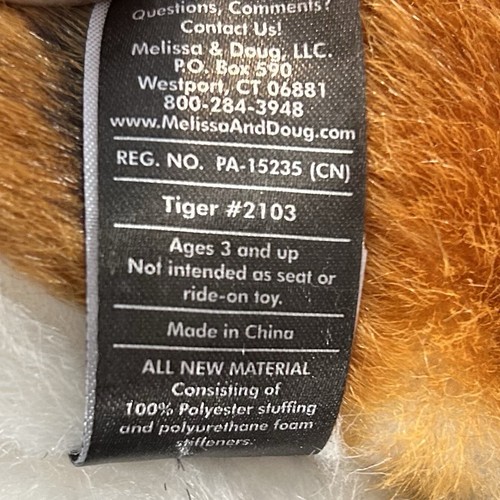 Questions, Comments?
Contact Us!
Melissa & Doug, LLC.
P.O. Box 590
Westport, CT 06881
800-284-3948
www.MelissaAndDoug.com
REG. NO. PA-15235 (CN)
Tiger #2103
Ages 3 and up
Not intended as seat or
ride-on toy.
Made in China
ALL NEW MATERIAL
Consisting of
100% Polyester stuffing
and polyurethane foam
stiffeners.